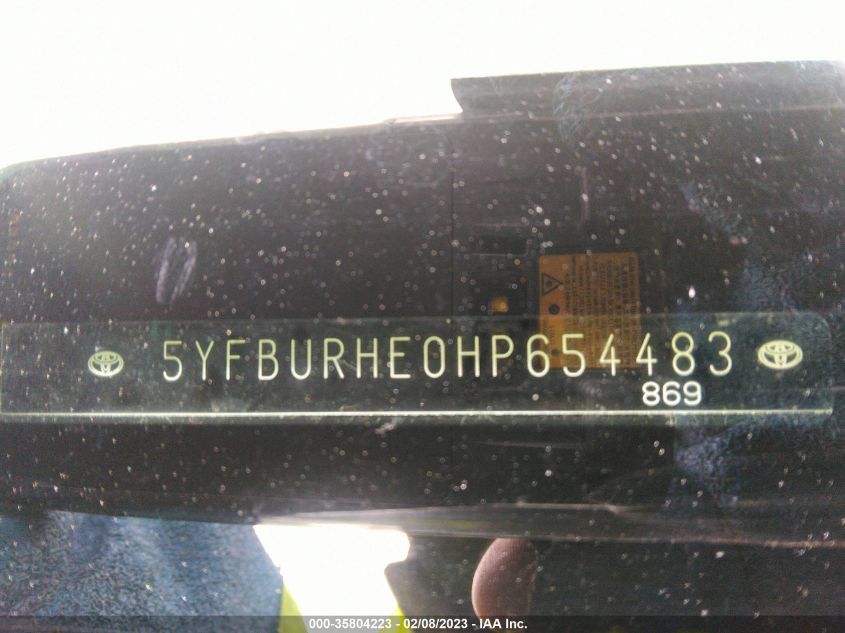 5YFBURHE0HP654483
869
000-35804223 - 02/08/2023 - IAA, Inc.